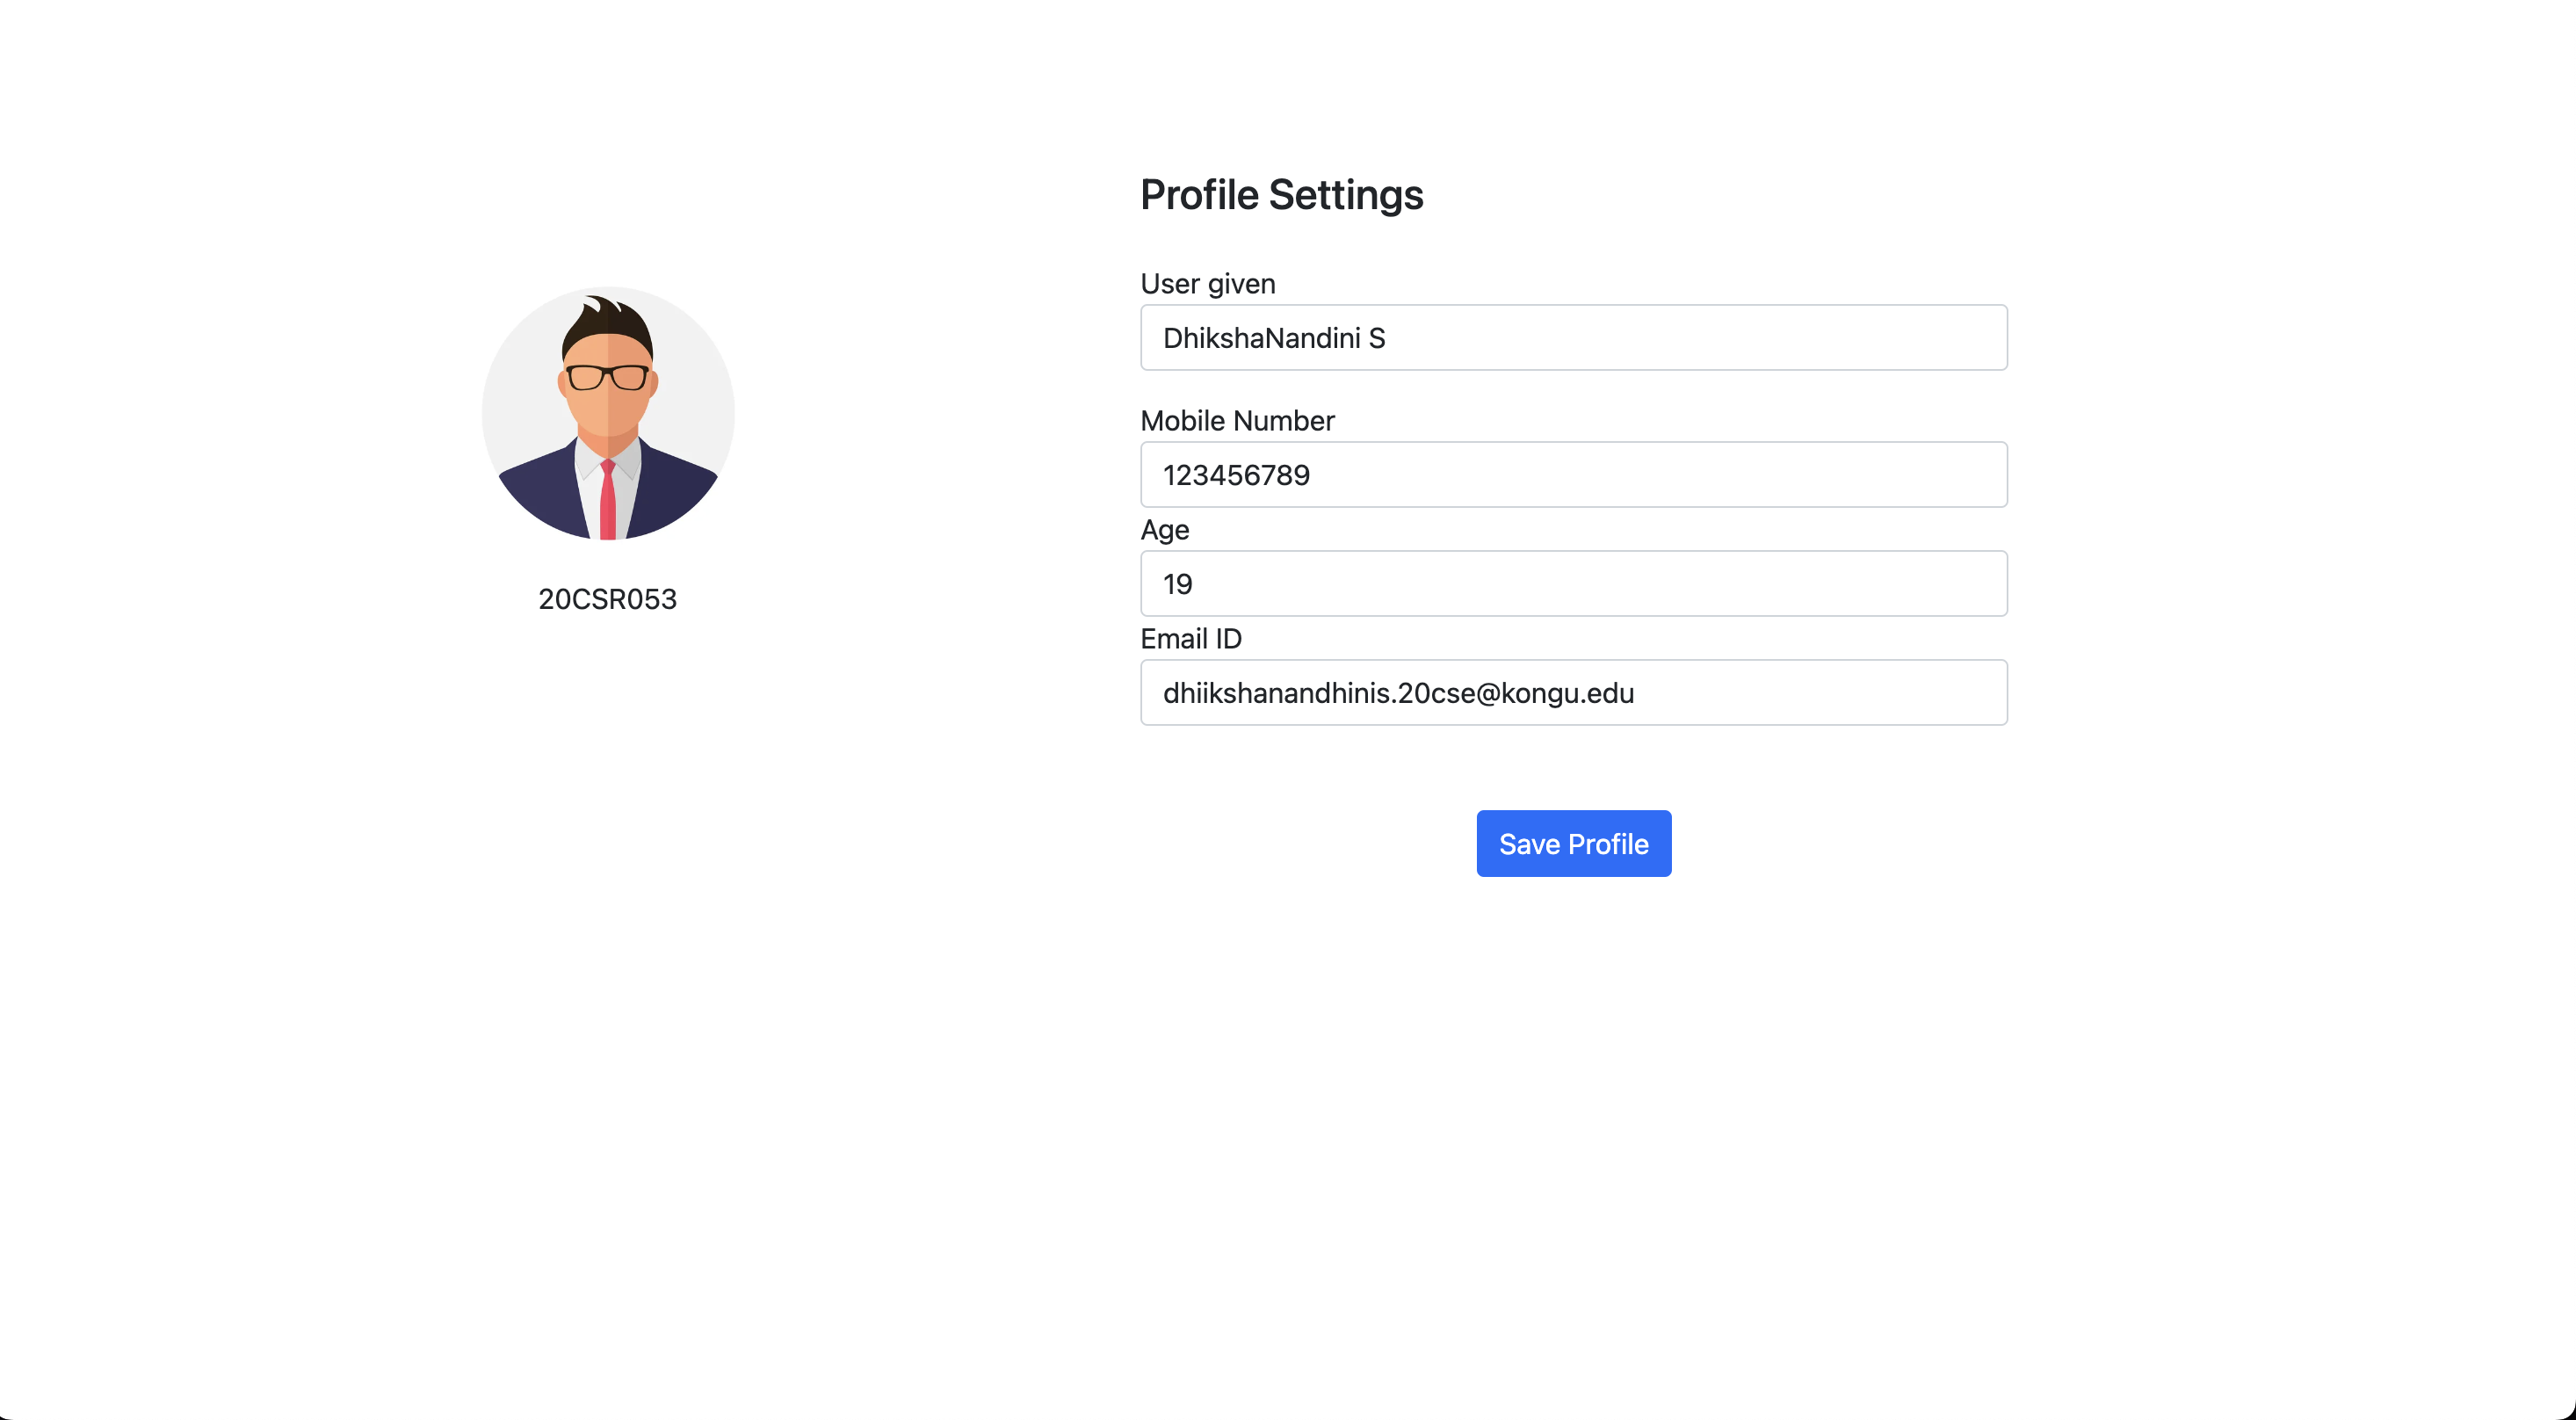 Profile Settings
User given
DhikshaNandini S
Mobile Number
123456789
Age
19
Email ID
dhiikshanandhinis.20cse@kongu.edu
Save Profile
20CSR053